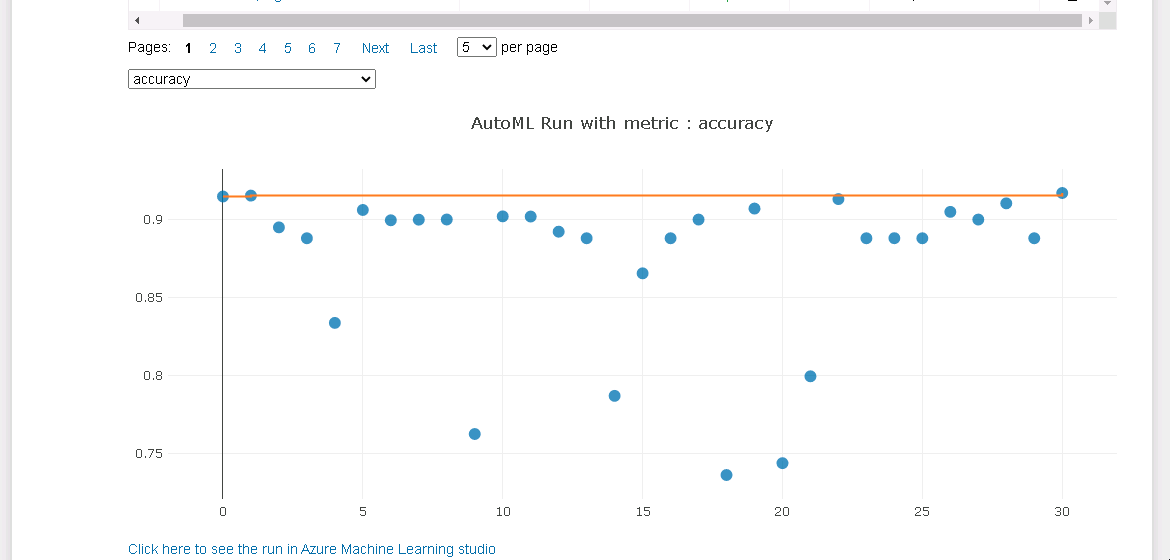 Pages: 1 2 3 4 5 6 7 Next Last 5 per page
accuracy
AutoML Run with metric : accuracy
0.9
0.85
0.8
0.75
0 5 10 15 20 25 30
Click here to see the run in Azure Machine Learning studio